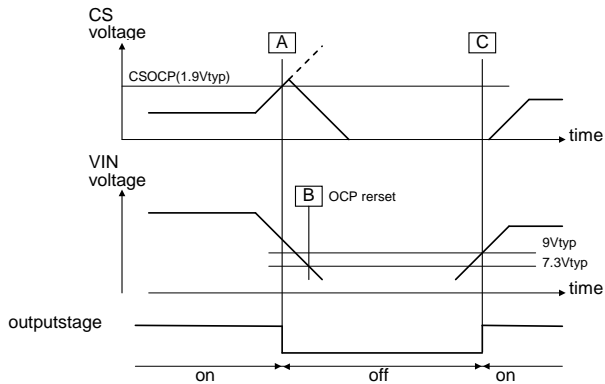 CS
voltage
A
C
CSOCP(1.9Vtyp)
time
VIN
voltage
B OCP rerset
9Vtyp
7.3Vtyp
time
outputstage
on
off
on